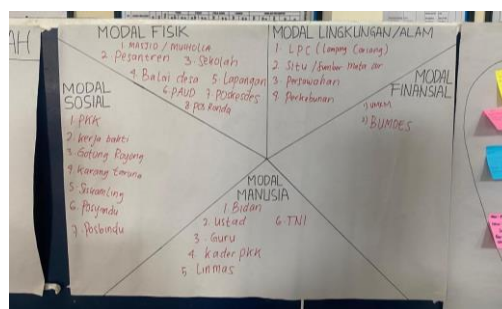 AH
MODAL FISIK
1. MASJID / MUSHOLLA
2. Pesantren 3. Sekolah
4. Balai desa 5. Lapangan
6. PAUD 7. Poskesdes
8. pos Ronda
MODAL LINGKUNGAN/ALAM
1. LPC (
2. Situ / Sumber Mata air
3. Persawahan
4. Perkebunan
MODAL
FINANSIAL
1) UMKM
2) BUMDES
MODAL
SOSIAL
1. PKK
2. Kerja bakti
3. Gotong Royong
4. Karang taruna
5. Siskamling
6. Posyandu
7. Posbindu
MODAL
MANUSIA
1. Bidan
2. Ustad 6. TNI
3. Guru
4. Kader PKK
5 Linmas